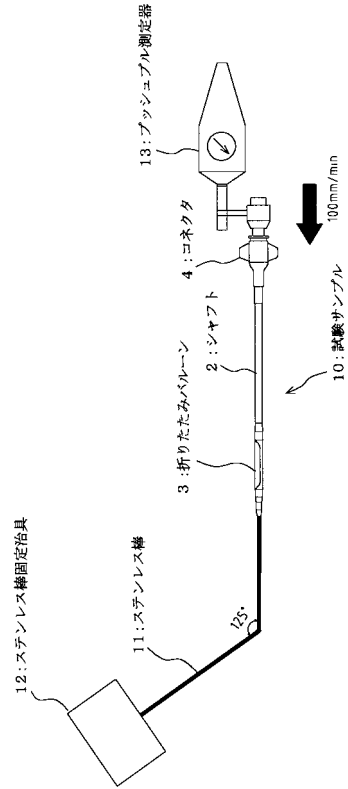 13：プッシュプル測定器
4：コネクタ
100mm/min
2：シャフト
10：試験サンプル
3：折りたたみバルーン
125°
11：ステンレス棒
12：ステンレス棒固定治具